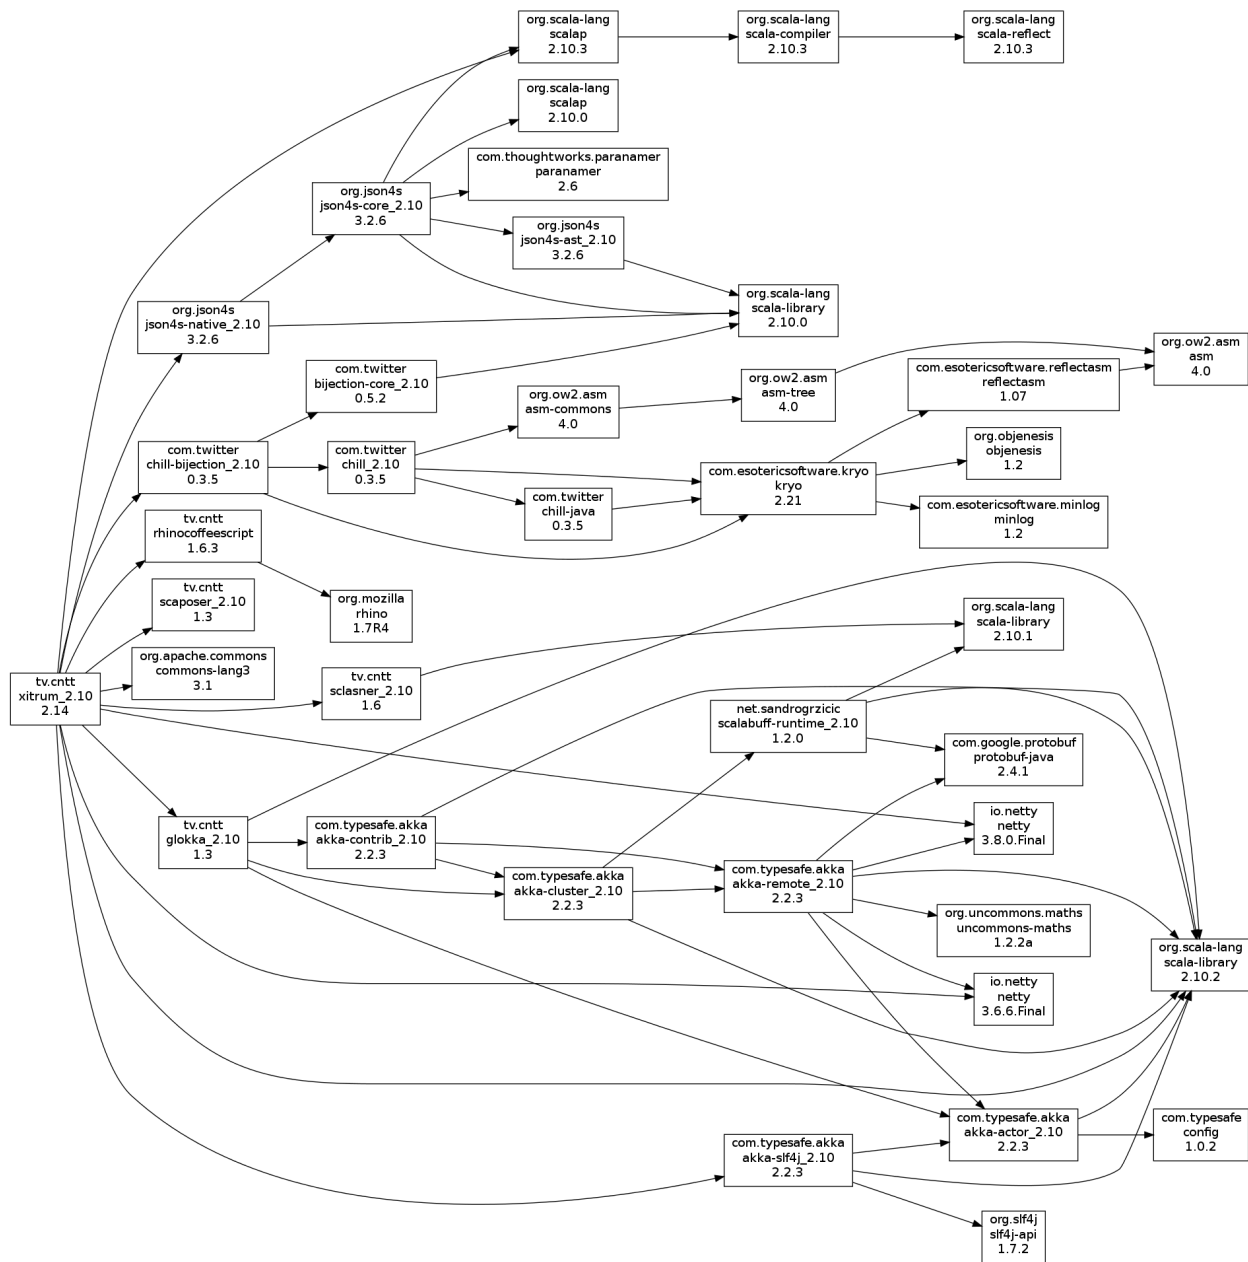 org.scala-lang
scalap
2.10.3
org.scala-lang
scala-compiler
2.10.3
org.scala-lang
scala-reflect
2.10.3
org.scala-lang
scalap
2.10.0
com.thoughtworks.paranamer
paranamer
2.6
org.json4s
json4s-core_2.10
3.2.6
org.json4s
json4s-ast_2.10
3.2.6
org.scala-lang
scala-library
2.10.0
org.json4s
json4s-native_2.10
3.2.6
org.ow2.asm
asm
4.0
com.twitter
bijection-core_2.10
0.5.2
com.esotericsoftware.reflectasm
reflectasm
1.07
org.ow2.asm
asm-tree
4.0
org.ow2.asm
asm-commons
4.0
com.twitter
chill-bijection_2.10
0.3.5
com.twitter
chill_2.10
0.3.5
org.objenesis
objenesis
1.2
com.esotericsoftware.kryo
kryo
2.21
com.twitter
chill-java
0.3.5
com.esotericsoftware.minlog
minlog
1.2
tv.cntt
rhinocoffeescript
1.6.3
tv.cntt
scaposer_2.10
1.3
org.mozilla
rhino
1.7R4
org.scala-lang
scala-library
2.10.1
org.apache.commons
commons-lang3
3.1
tv.cntt
xitrum_2.10
2.14
tv.cntt
sclasner_2.10
1.6
net.sandrogrzicic
scalabuff-runtime_2.10
1.2.0
com.google.protobuf
protobuf-java
2.4.1
io.netty
netty
3.8.0.Final
tv.cntt
glokka_2.10
1.3
com.typesafe.akka
akka-contrib_2.10
2.2.3
com.typesafe.akka
akka-cluster_2.10
2.2.3
com.typesafe.akka
akka-remote_2.10
2.2.3
org.uncommons.maths
uncommons-maths
1.2.2a
org.scala-lang
scala-library
2.10.2
io.netty
netty
3.6.6.Final
com.typesafe.akka
akka-actor_2.10
2.2.3
com.typesafe
config
1.0.2
com.typesafe.akka
akka-slf4j_2.10
2.2.3
org.slf4j
slf4j-api
1.7.2